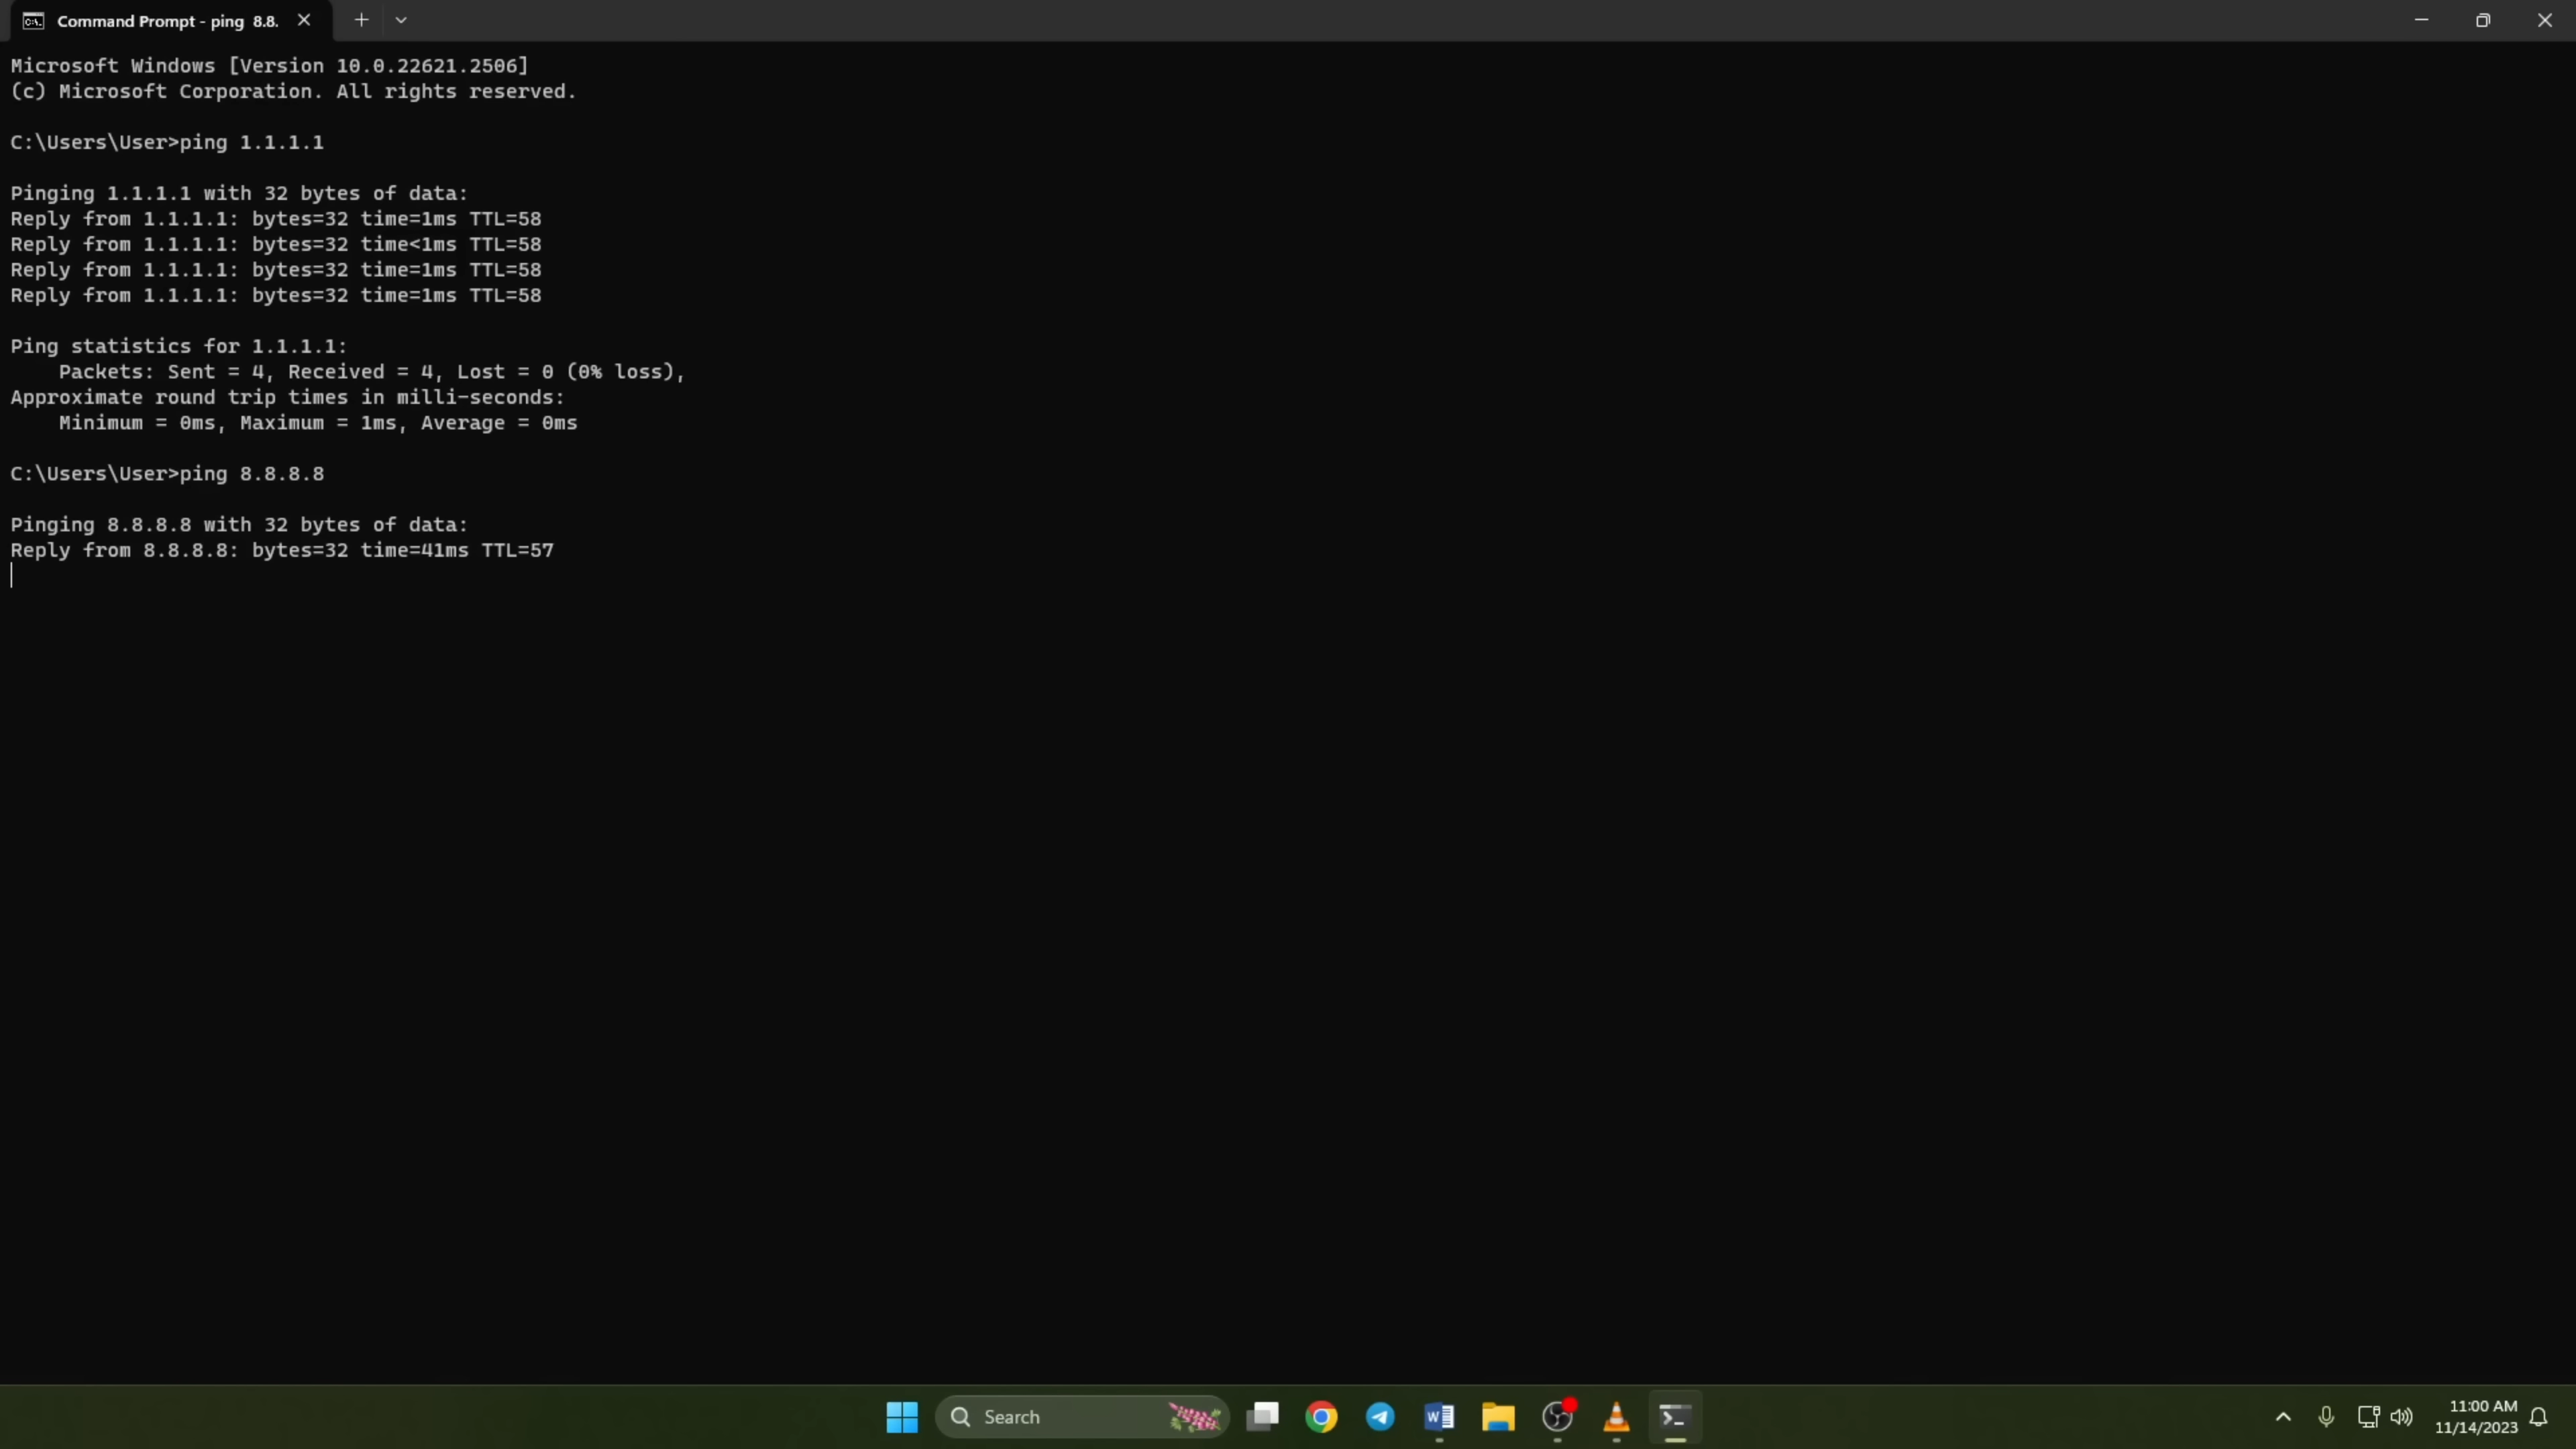 Command Prompt - ping 8.8.
Microsoft Windows [Version 10.0.22621.2506]
(c) Microsoft Corporation. All rights reserved.
C:\Users\User>ping 1.1.1.1
Pinging 1.1.1.1 with 32 bytes of data:
Reply from 1.1.1.1: bytes=32 time=1ms TTL=58
Reply from 1.1.1.1: bytes=32 time<1ms TTL=58
Reply from 1.1.1.1: bytes=32 time=1ms TTL=58
Reply from 1.1.1.1: bytes=32 time=1ms TTL=58
Ping statistics for 1.1.1.1:
    Packets: Sent = 4, Received = 4, Lost = 0 (0% loss),
Approximate round trip times in milli-seconds:
    Minimum = 0ms, Maximum = 1ms, Average = 0ms
C:\Users\User>ping 8.8.8.8
Pinging 8.8.8.8 with 32 bytes of data:
Reply from 8.8.8.8: bytes=32 time=41ms TTL=57
Search
11:00 AM
11/14/2023